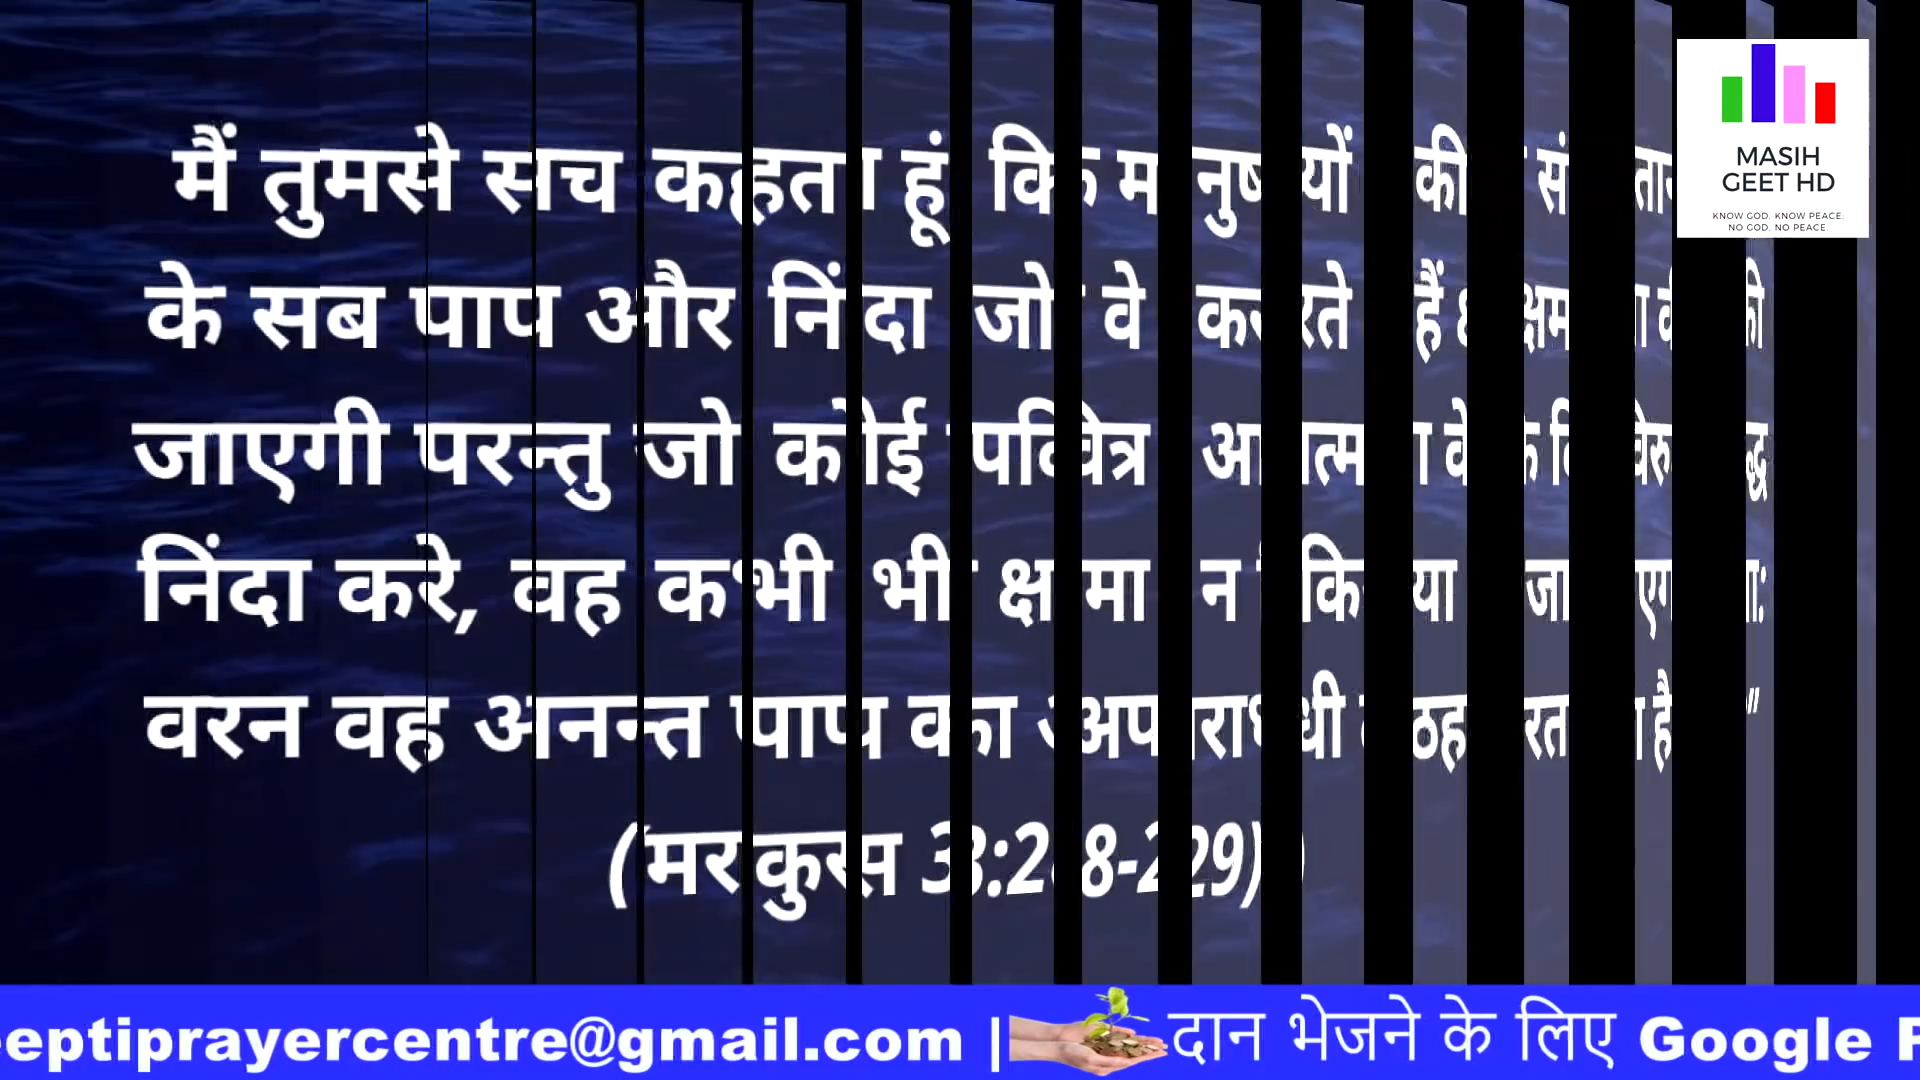 मैं तुमसे सच कहता हूं कि मनुष्यों की संतान
के सब पाप और निंदा जो वे करते हैं क्षमा की
जाएगी परन्तु जो कोई पवित्र आत्मा के विरुद्ध
निंदा करे, वह कभी भी क्षमा न किया जाएगा:
वरन वह अनन्त पाप का अपराधी ठहरता है"
(मरकुस 3:28-29)
MASIH
GEET HD
KNOW GOD. KNOW PEACE.
NO GOD. NO PEACE.
eeptiprayercentre@gmail.com | दान भेजने के लिए Google